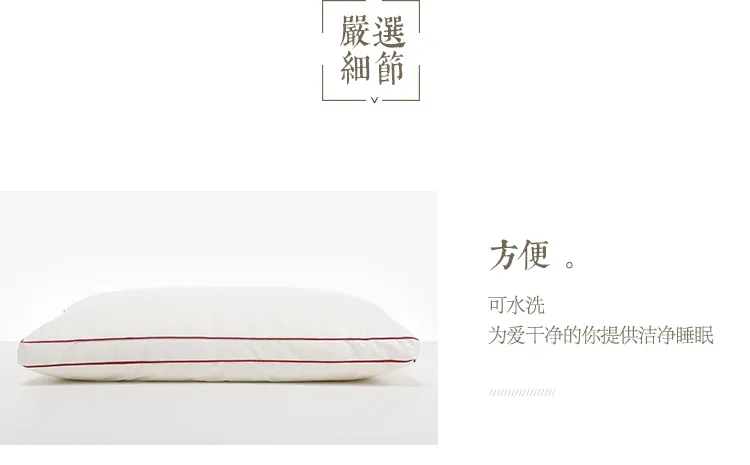 嚴選
細節
方便。
可水洗
为爱干净的你提供洁净睡眠